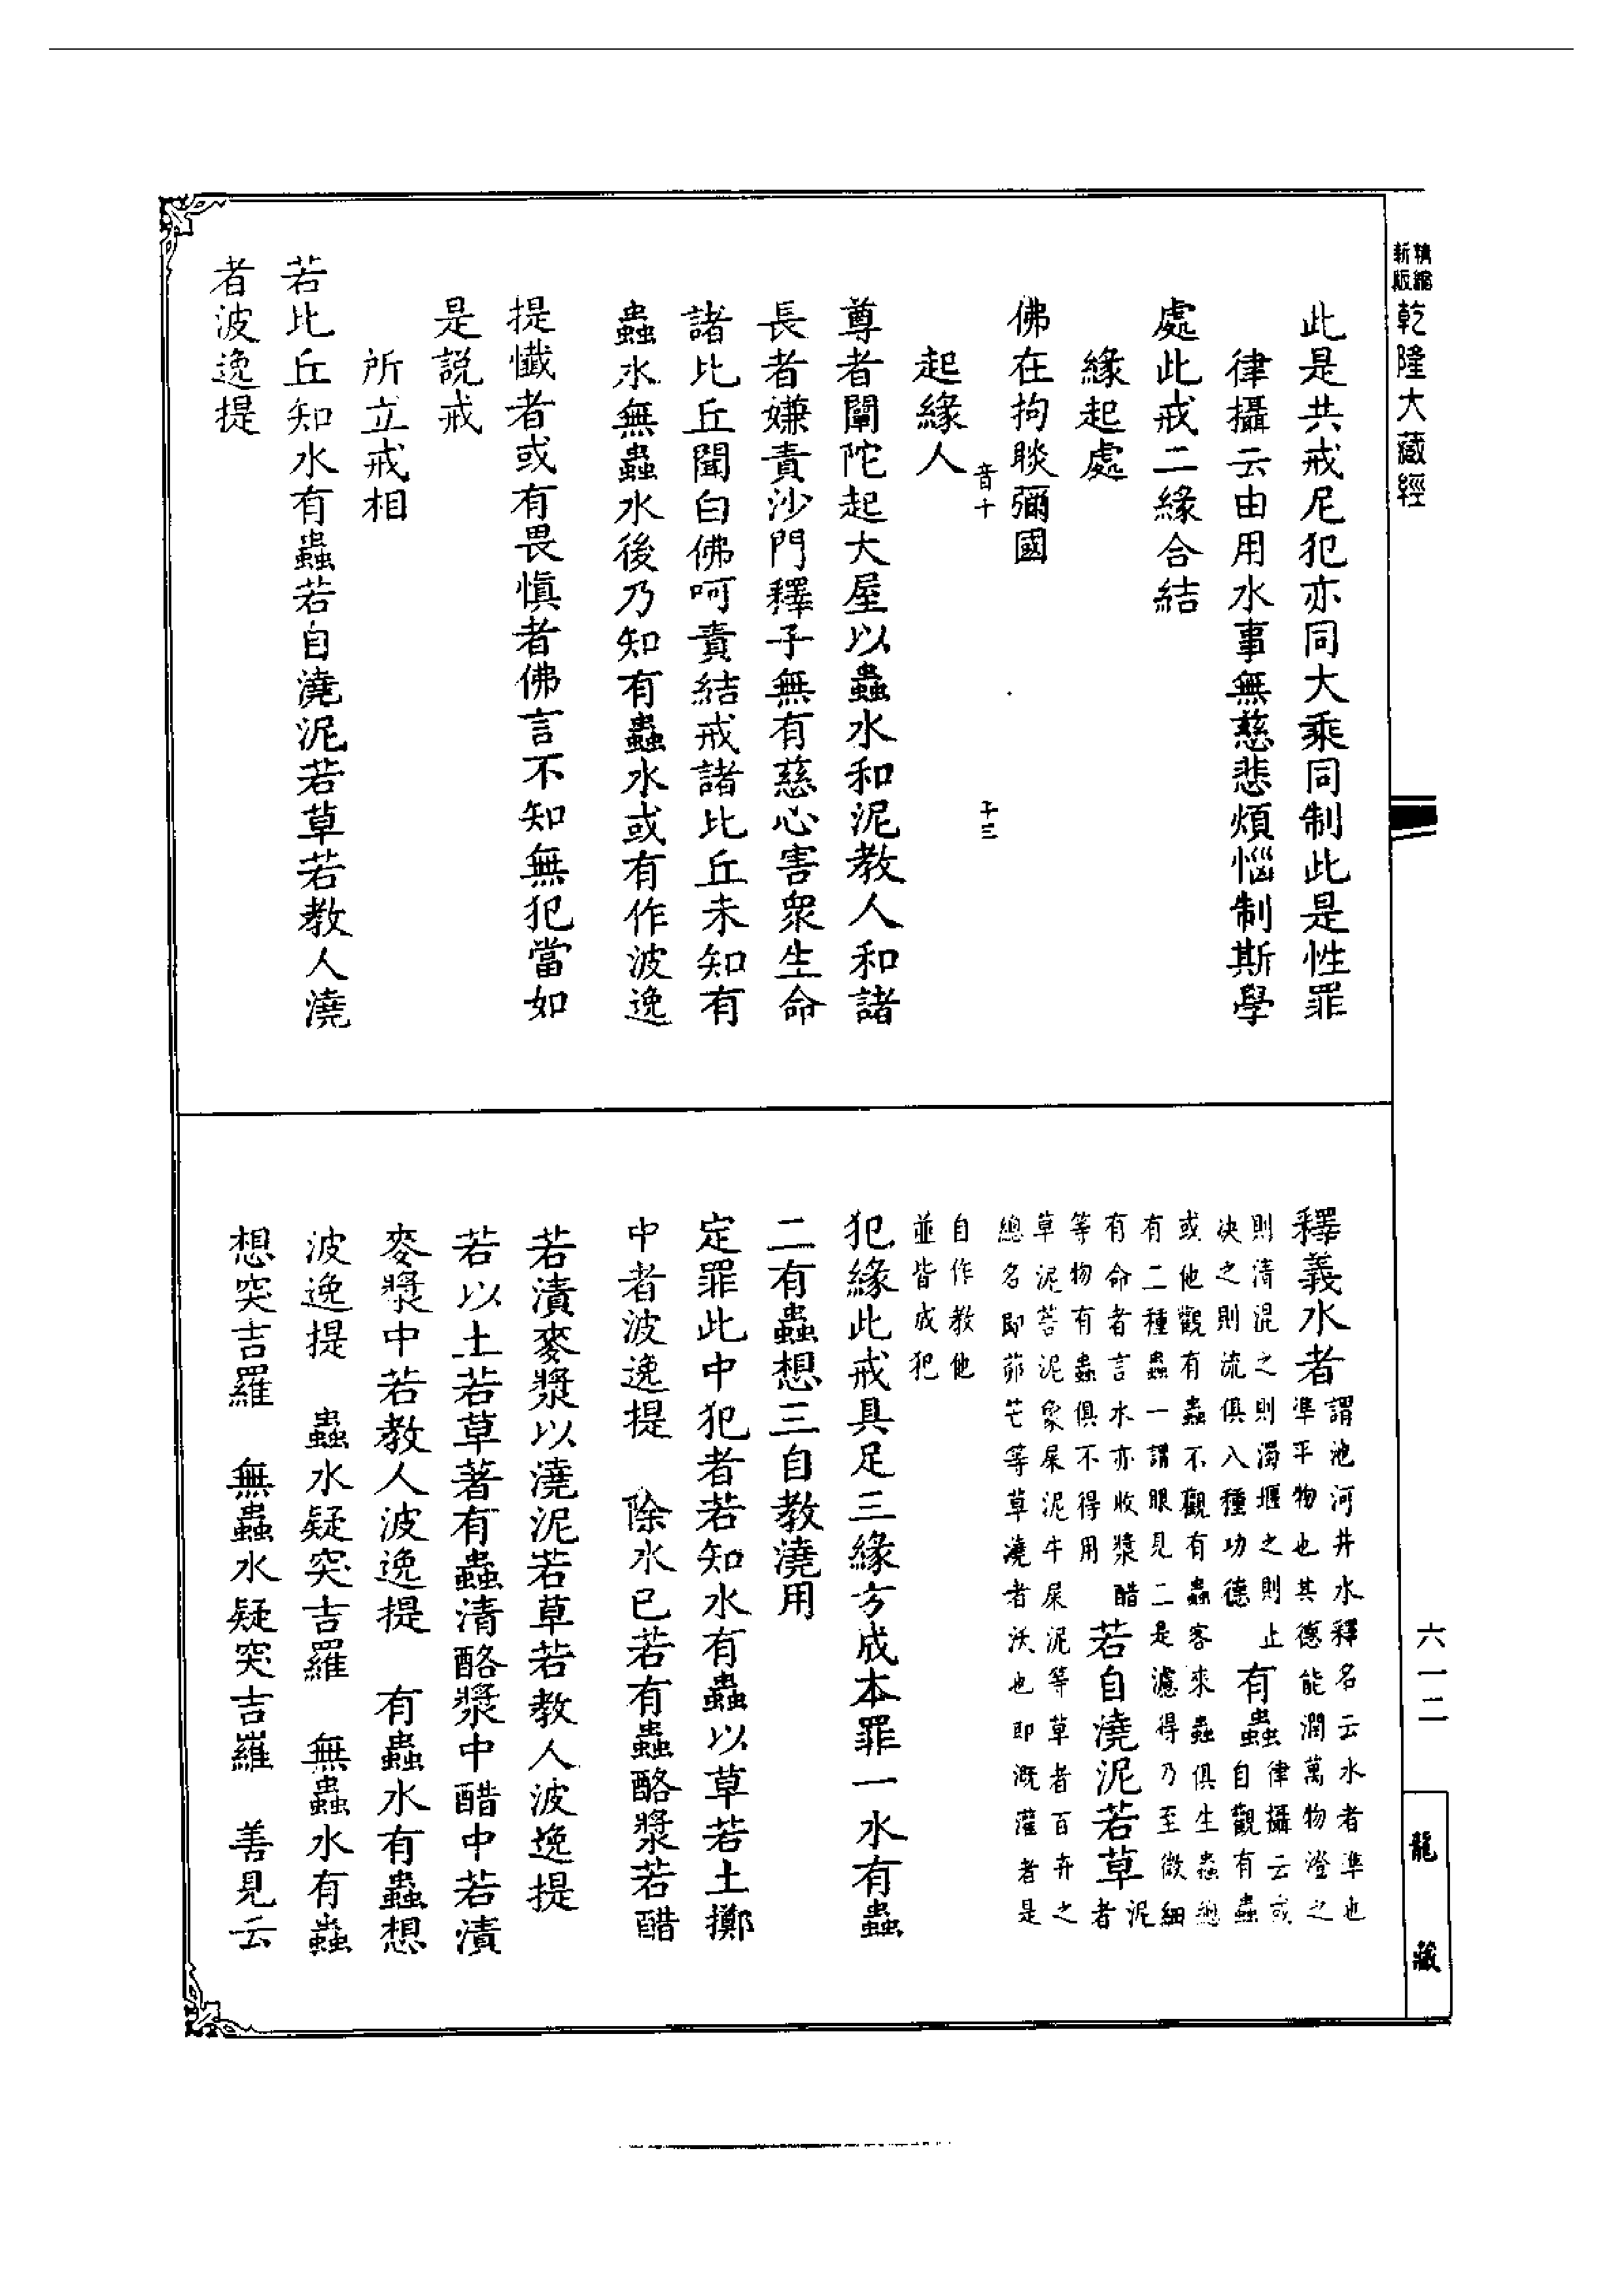 精縮新版
乾隆大藏經
此是共戒尼犯亦同大乘同制此是性罪
律攝云由用水事無慈悲煩惱制斯學
處此戒二緣合結
緣起處
佛在拘睒彌國
音十
十三
起緣人
尊者闡陀起大屋以蟲水和泥教人和諸
長者嫌責沙門釋子無有慈心害衆生命
諸比丘聞白佛呵責結戒諸比丘未知有
蟲水無蟲水後乃知有蟲水或有作波逸
提懺者或有畏慎者佛言不知無犯當如
是說戒
所立戒相
若比丘知水有蟲若自澆泥若草若教人澆
者波逸提
六一二
龍藏
釋義水者謂池河井水釋名云水者準也
準平物也其德能潤萬物澄之
則清混之則濁堰之則止
决之則流俱入種功德有蟲律攝云或
自觀有蟲
或他觀有蟲不觀有蟲客來蟲俱生蟲總
有二種蟲一謂眼見二是濾得乃至微細
有命者言水亦收漿醋若自澆泥若草泥
等物有蟲俱不得用者
草泥苔泥象屎泥牛屎泥等草者百卉之
總名即茆芒等草澆者沃也即溉灌者是
自作教他
並皆成犯
犯緣此戒具足三緣方成本罪一水有蟲
二有蟲想三自教澆用
定罪此中犯者若知水有蟲以草若土擲
中者波逸提　除水已若有蟲酪漿若醋
若漬麥漿以澆泥若草若教人波逸提
若以土若草著有蟲清酪漿中醋中若漬
麥漿中若教人波逸提　有蟲水有蟲想
波逸提　蟲水疑突吉羅　無蟲水有蟲
想突吉羅　無蟲水疑突吉羅　善見云